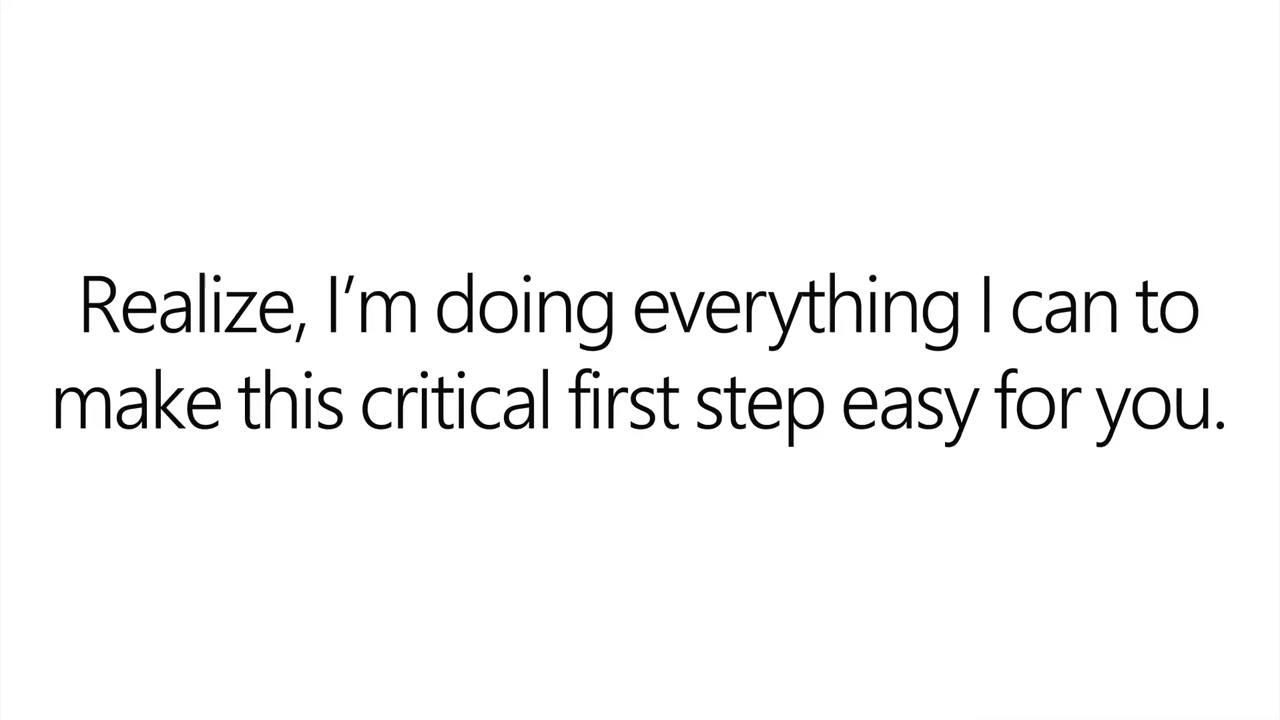 Realize, I’m doing everything I can to
make this critical first step easy for you.